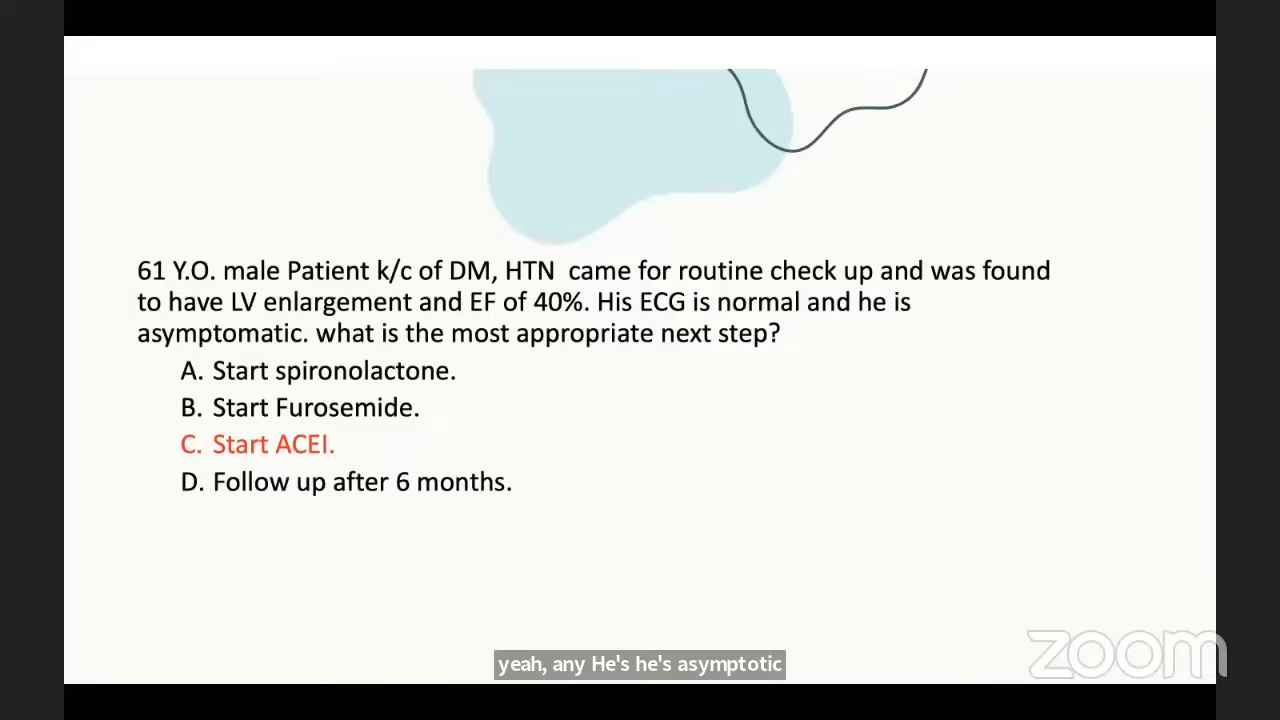 61 Y.O. male Patient k/c of DM, HTN came for routine check up and was found
to have LV enlargement and EF of 40%. His ECG is normal and he is
asymptomatic. what is the most appropriate next step?
A. Start spironolactone.
B. Start Furosemide.
C. Start ACEI.
D. Follow up after 6 months.
yeah, any He's he's asymptotic
zoom